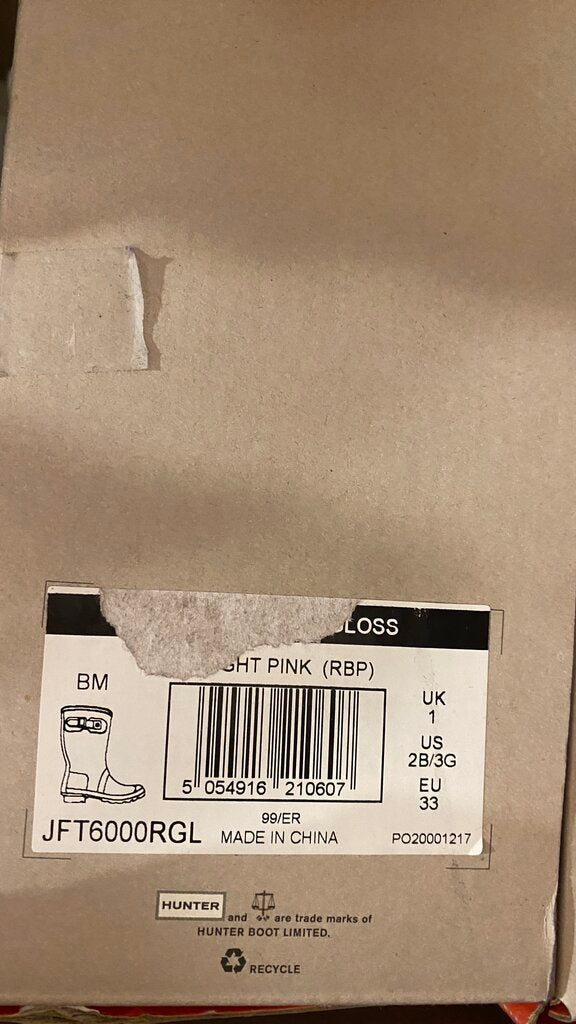 LOSS
GHT PINK (RBP)
BM
UK
1
US
2B/3G
EU
33
5 054916 210607
99/ER
MADE IN CHINA
JFT6000RGL
PO20001217
HUNTER and are trade marks of
HUNTER BOOT LIMITED.
RECYCLE